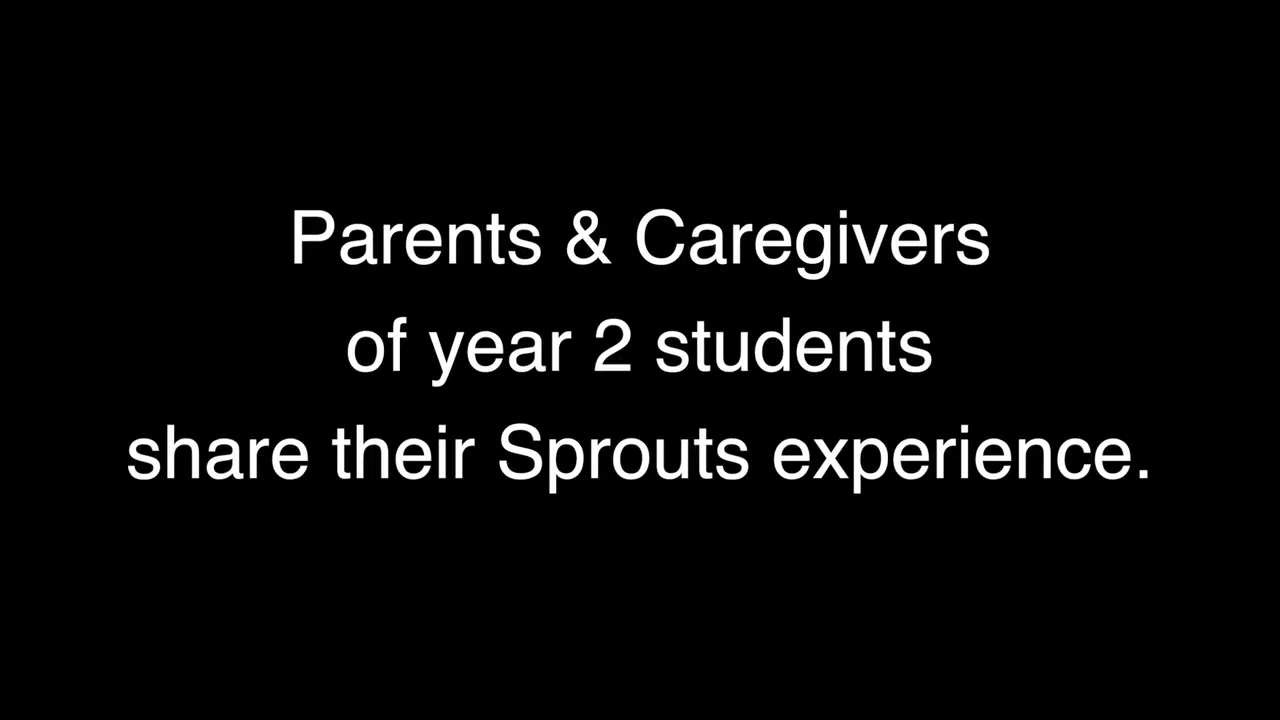 Parents & Caregivers
of year 2 students
share their Sprouts experience.